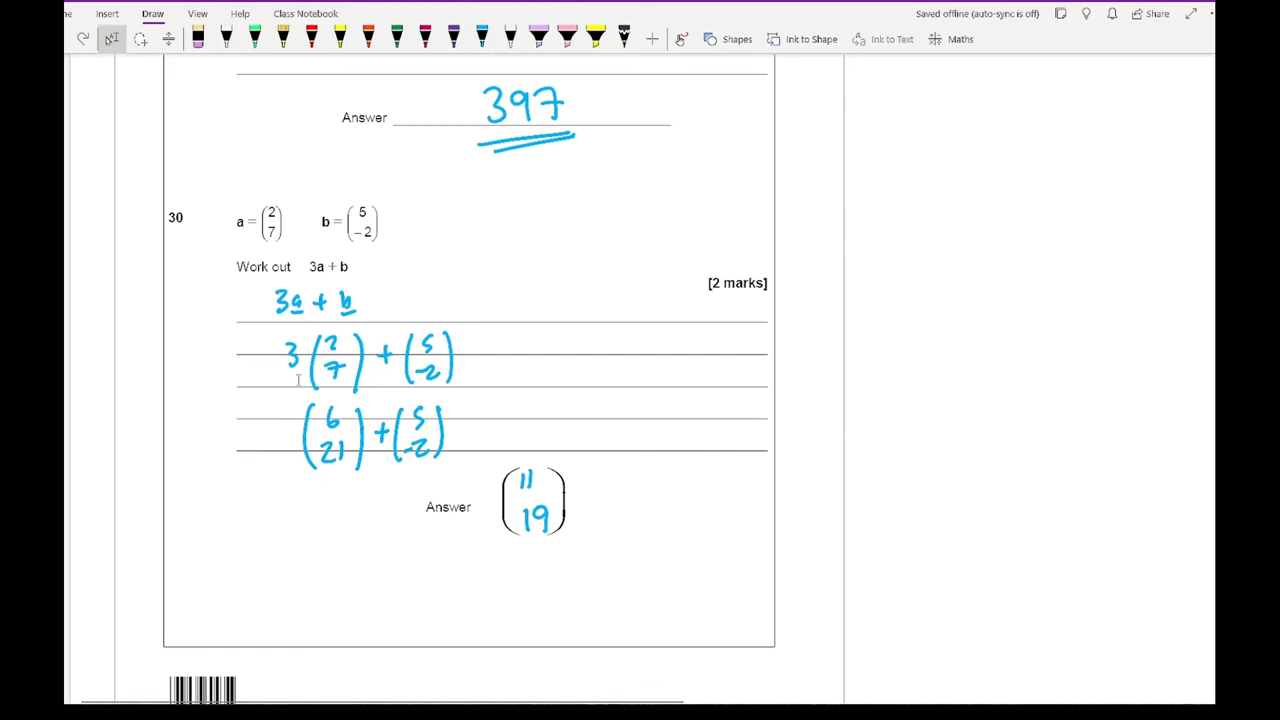 Insert Draw View Help Class Notebook Saved offline (auto-sync is off) Share
Shapes Ink to Shape Ink to Text Maths
397
Answer
30 a = (2 7) b = (5 -2)
Work out 3a + b
[2 marks]
3a + b
3 (2 7) + (5 -2)
(6 21) + (5 -2)
Answer (11 19)